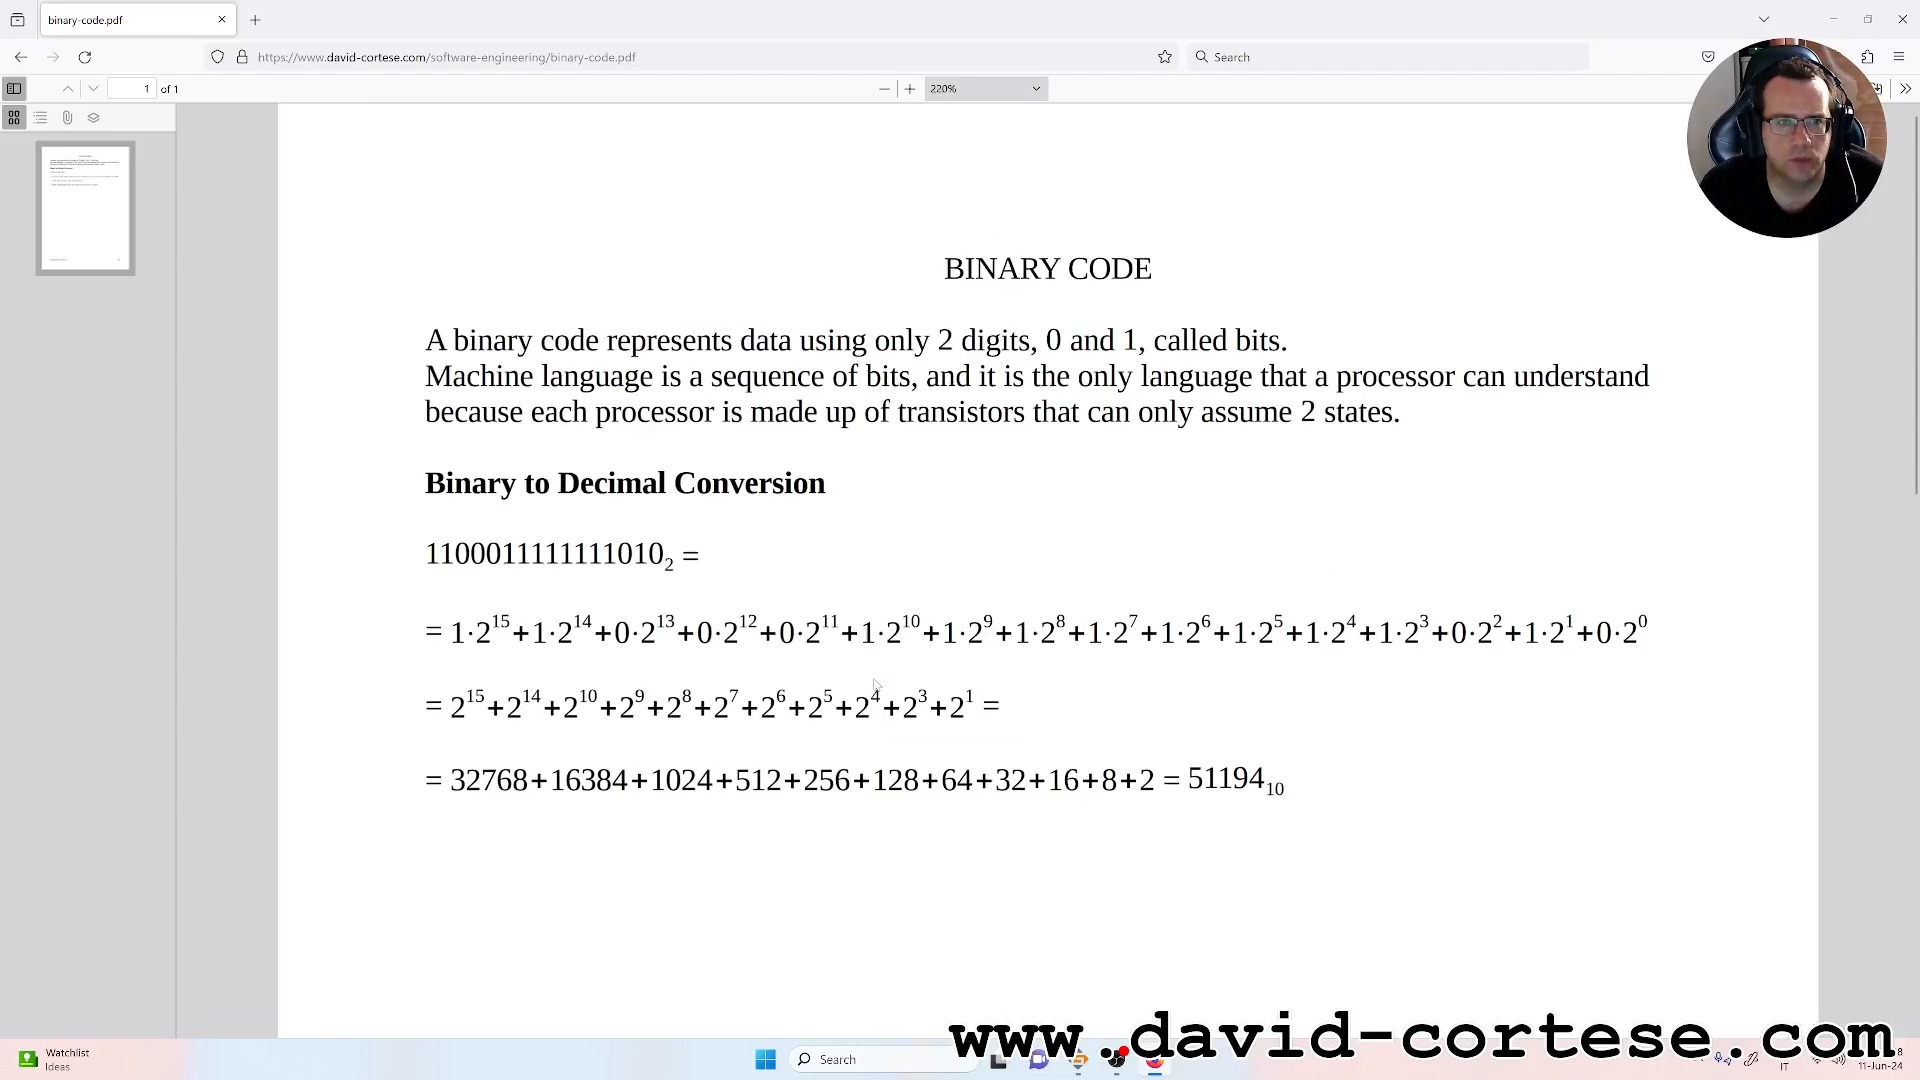 binary-code.pdf
https://www.david-cortese.com/software-engineering/binary-code.pdf
Search
1 of 1
220%
BINARY CODE
A binary code represents data using only 2 digits, 0 and 1, called bits.
Machine language is a sequence of bits, and it is the only language that a processor can understand
because each processor is made up of transistors that can only assume 2 states.
Binary to Decimal Conversion
1100011111111010₂ =
= 1·2¹⁵+1·2¹⁴+0·2¹³+0·2¹²+0·2¹¹+1·2¹⁰+1·2⁹+1·2⁸+1·2⁷+1·2⁶+1·2⁵+1·2⁴+1·2³+0·2²+1·2¹+0·2⁰
= 2¹⁵+2¹⁴+2¹⁰+2⁹+2⁸+2⁷+2⁶+2⁵+2⁴+2³+2¹ =
= 32768+16384+1024+512+256+128+64+32+16+8+2 = 51194₁₀
www.david-cortese.com
Watchlist
Ideas
Search
IT
11-Jun-24